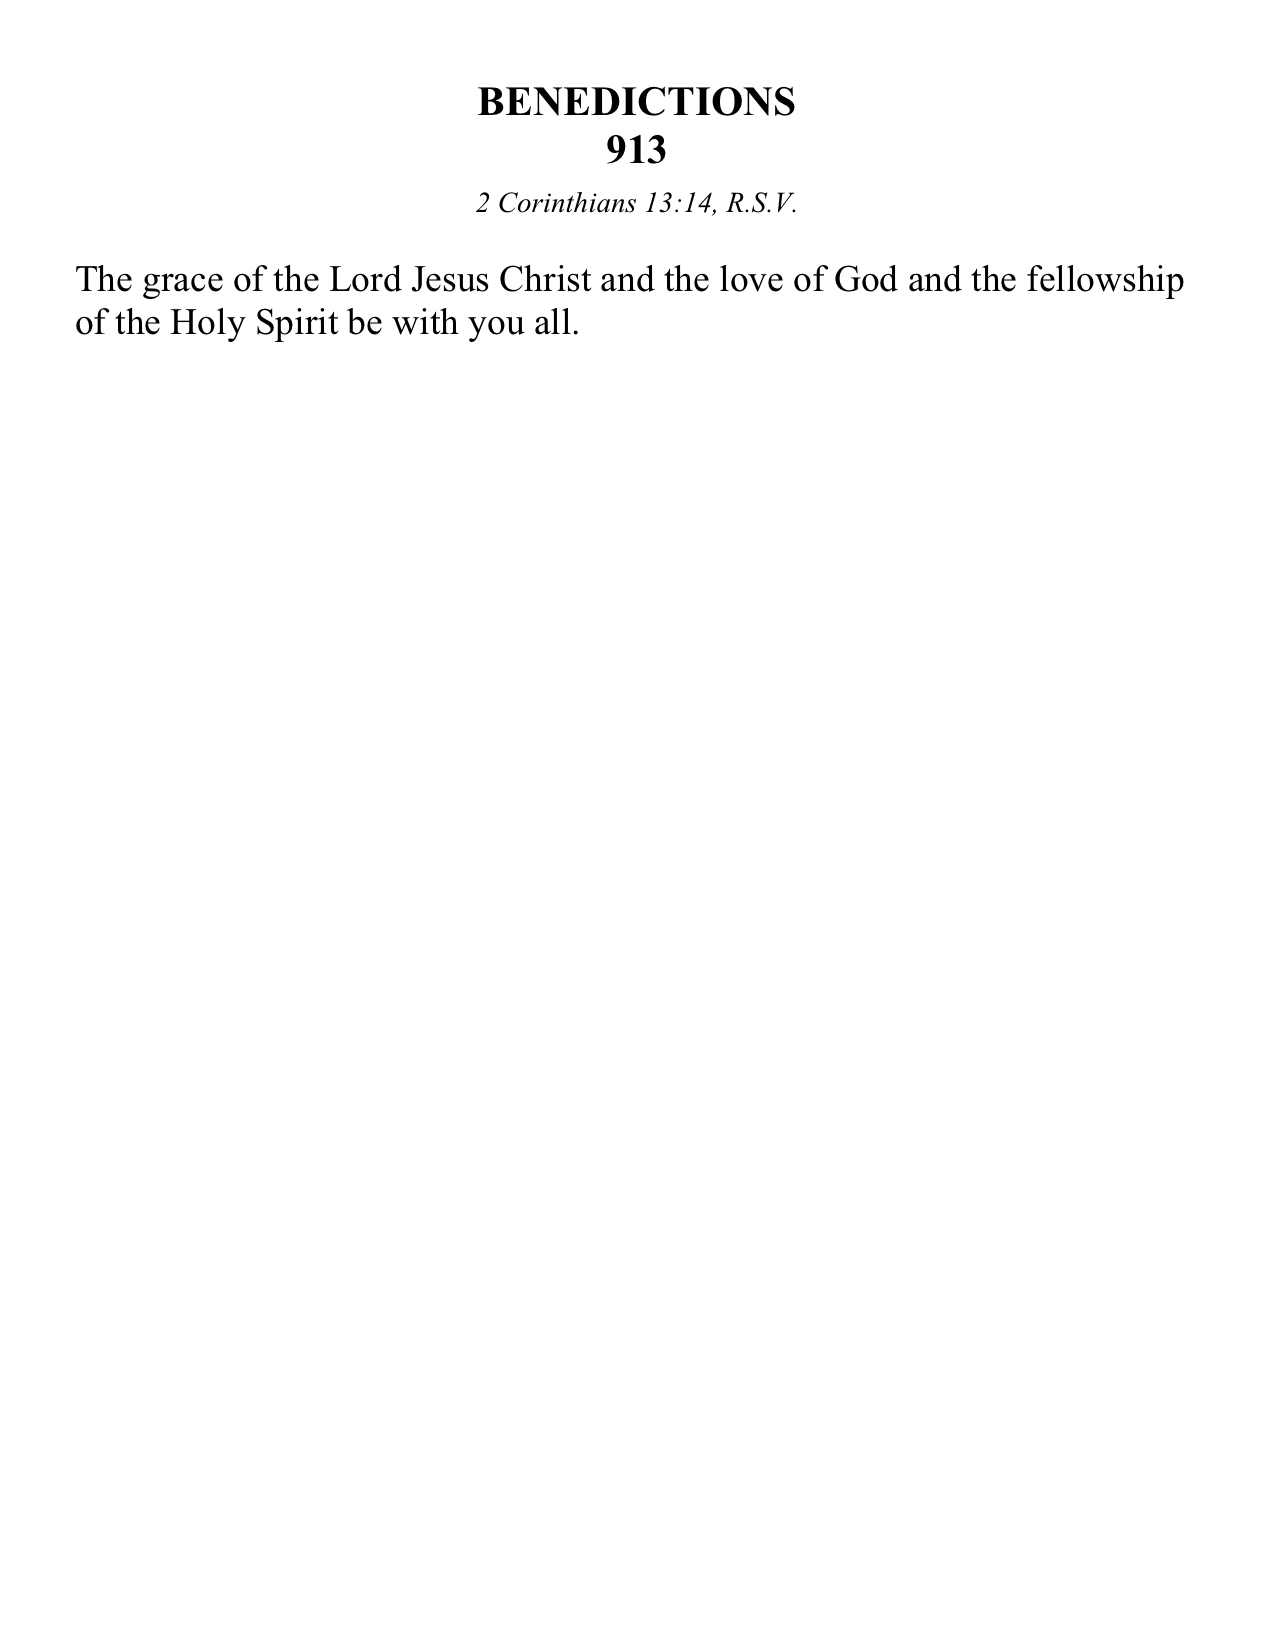 BENEDICTIONS
913
2 Corinthians 13:14, R.S.V.
The grace of the Lord Jesus Christ and the love of God and the fellowship
of the Holy Spirit be with you all.